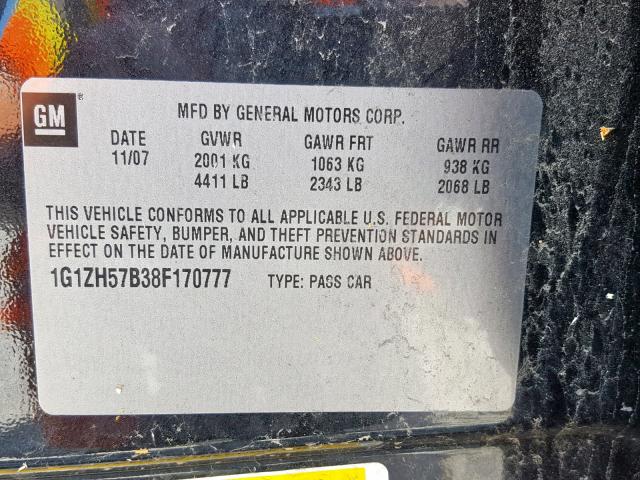 GM®
MFD BY GENERAL MOTORS CORP.
DATE GVWR GAWR FRT GAWR RR
11/07 2001 KG 1063 KG 938 KG
4411 LB 2343 LB 2068 LB
THIS VEHICLE CONFORMS TO ALL APPLICABLE U.S. FEDERAL MOTOR
VEHICLE SAFETY, BUMPER, AND THEFT PREVENTION STANDARDS IN
EFFECT ON THE DATE OF MANUFACTURE SHOWN ABOVE.
1G1ZH57B38F170777 TYPE: PASS CAR